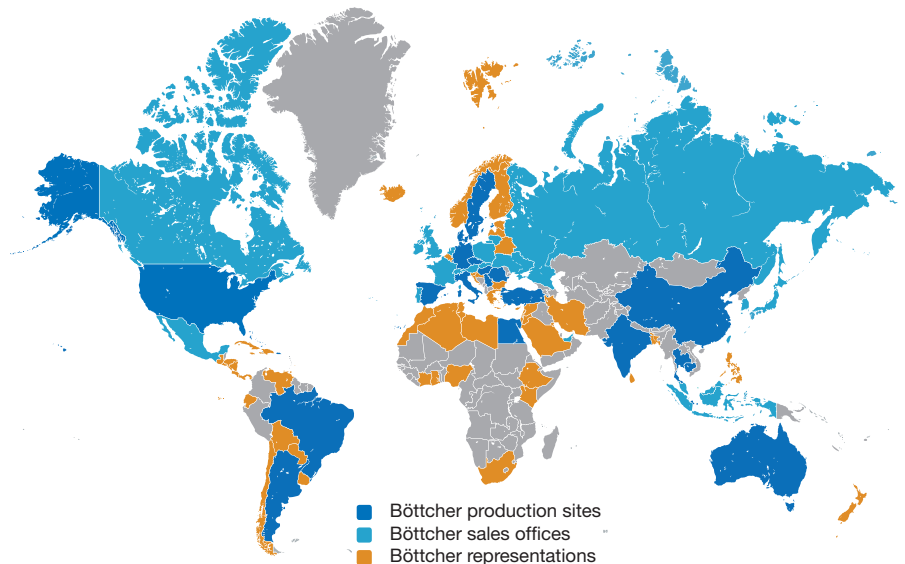 Böttcher production sites
Böttcher sales offices
Böttcher representations